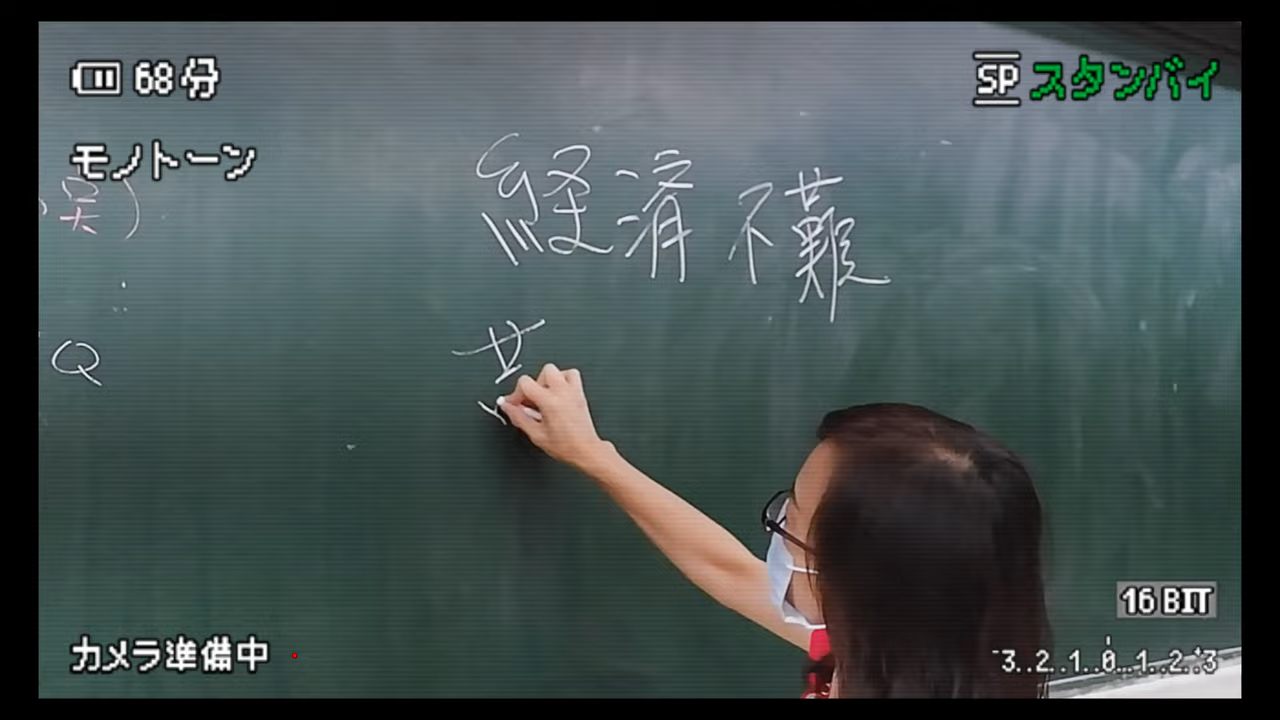 68分
SP スタンバイ
モノトーン
経済不難
Q
16 BIT
カメラ準備中
-3..2..1..0...1..2..+3